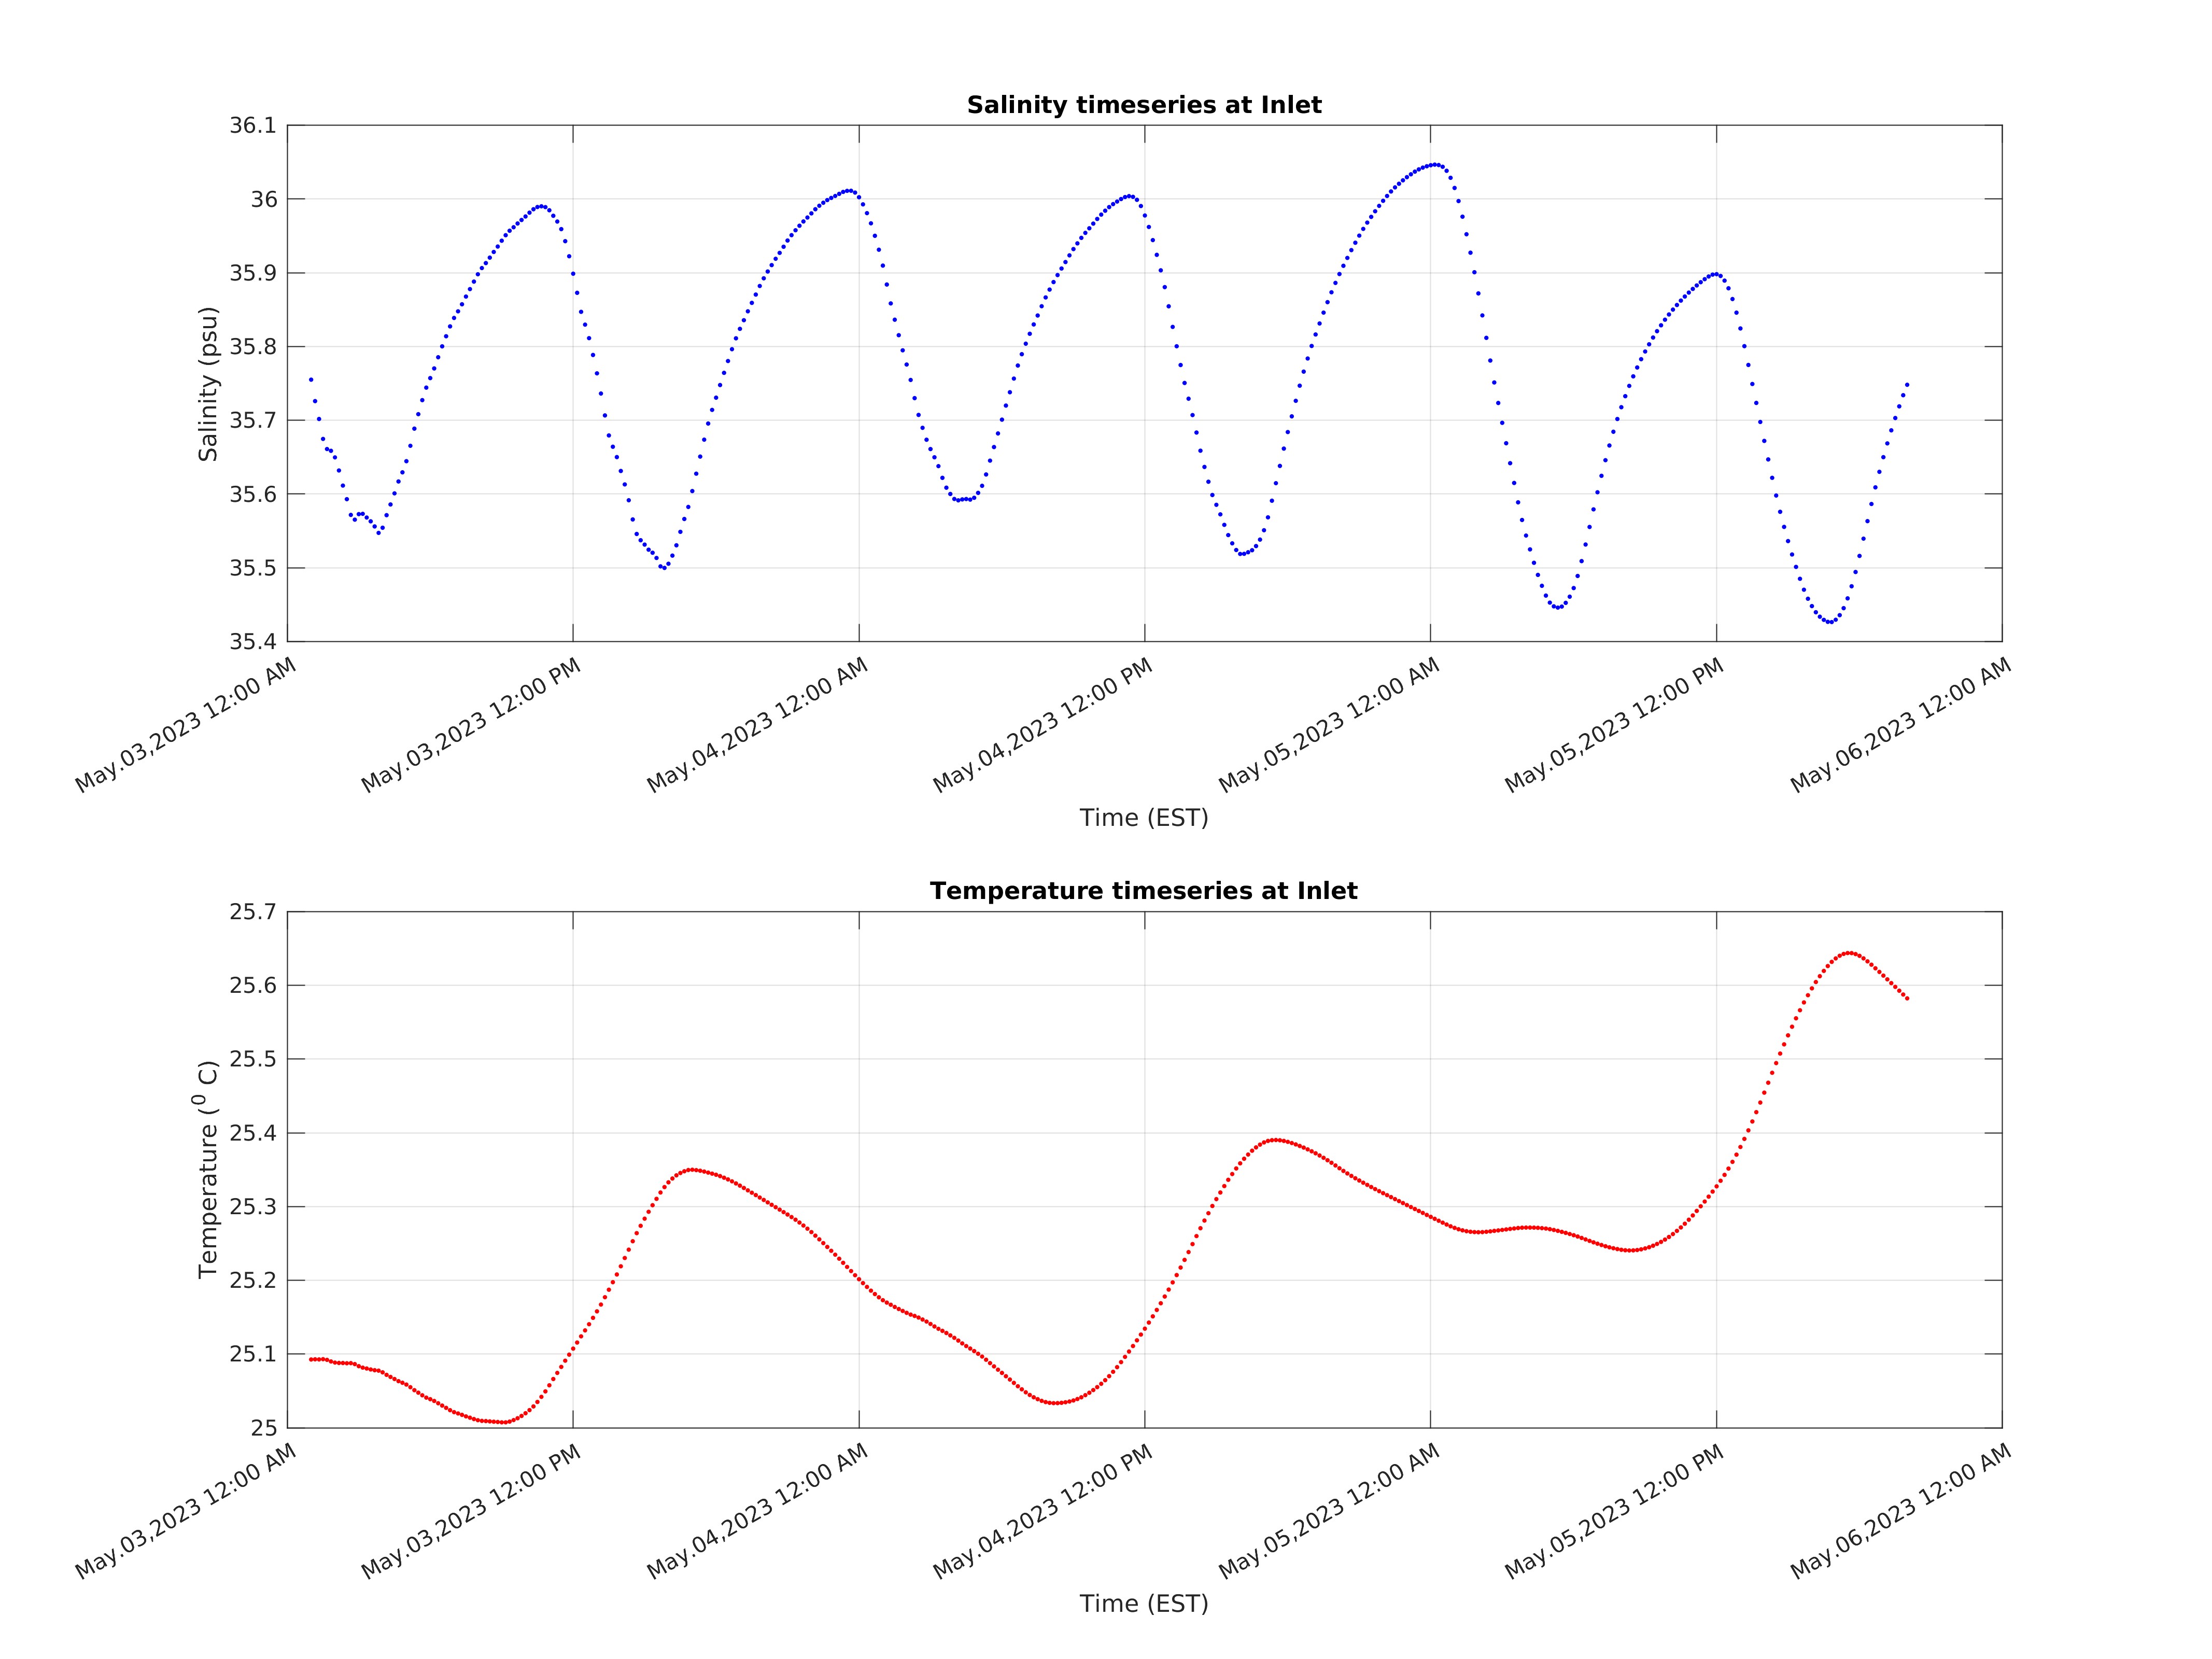 Salinity timeseries at Inlet
36.1
36
35.9
35.8
35.7
35.6
35.5
35.4
Salinity (psu)
May.03,2023 12:00 AM
May.03,2023 12:00 PM
May.04,2023 12:00 AM
May.04,2023 12:00 PM
May.05,2023 12:00 AM
May.05,2023 12:00 PM
May.06,2023 12:00 AM
Time (EST)
Temperature timeseries at Inlet
25.7
25.6
25.5
25.4
25.3
25.2
25.1
25
Temperature (⁰ C)
May.03,2023 12:00 AM
May.03,2023 12:00 PM
May.04,2023 12:00 AM
May.04,2023 12:00 PM
May.05,2023 12:00 AM
May.05,2023 12:00 PM
May.06,2023 12:00 AM
Time (EST)